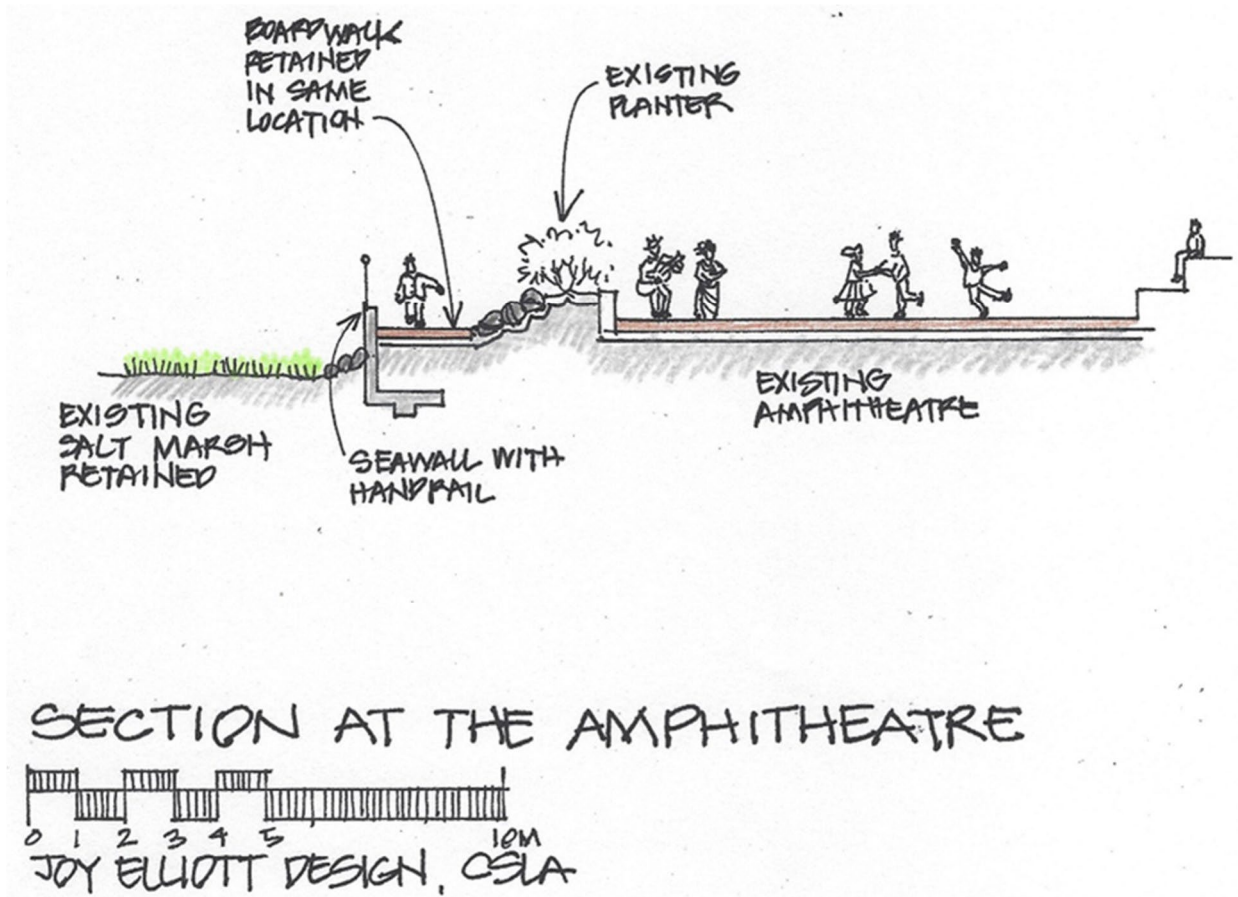 BOARDWALK
RETAINED
IN SAME
LOCATION
EXISTING
PLANTER
EXISTING
SALT MARSH
RETAINED
SEAWALL WITH
HANDRAIL
EXISTING
AMPHITHEATRE
SECTION AT THE AMPHITHEATRE
0 1 2 3 4 5 10M
JOY ELLIOTT DESIGN, CSLA